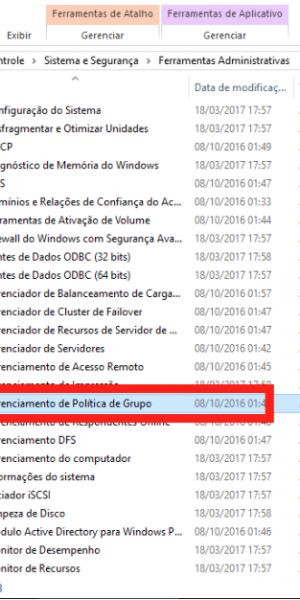 Ferramentas de Atalho Ferramentas de Aplicativo
Exibir Gerenciar Gerenciar
ntrole > Sistema e Segurança > Ferramentas Administrativas
Data de modificaç...
nfiguração do Sistema 18/03/2017 17:57
sfragmentar e Otimizar Unidades 18/03/2017 17:57
CP 08/10/2016 01:49
agnóstico de Memória do Windows 18/03/2017 17:57
S 08/10/2016 01:47
mínios e Relações de Confiança do Ac... 08/10/2016 01:33
rramentas de Ativação de Volume 08/10/2016 01:44
ewall do Windows com Segurança Ava... 18/03/2017 17:57
ntes de Dados ODBC (32 bits) 18/03/2017 17:58
ntes de Dados ODBC (64 bits) 18/03/2017 17:57
renciador de Balanceamento de Carga... 08/10/2016 01:57
renciador de Cluster de Failover 08/10/2016 01:47
renciador de Recursos de Servidor de ... 08/10/2016 01:47
renciador de Servidores 08/10/2016 01:42
renciamento de Acesso Remoto 08/10/2016 01:45
renciamento de Impressão 18/03/2017 17:58
renciamento de Política de Grupo 08/10/2016 01:4
renciamento de Respondentes Online 08/10/2016
renciamento DFS 08/10/2016 01:47
renciamento do computador 18/03/2017 17:57
formações do sistema 18/03/2017 17:57
iciador iSCSI 18/03/2017 17:57
mpeza de Disco 18/03/2017 17:58
ódulo Active Directory para Windows P... 08/10/2016 01:46
onitor de Desempenho 18/03/2017 17:57
onitor de Recursos 18/03/2017 17:57